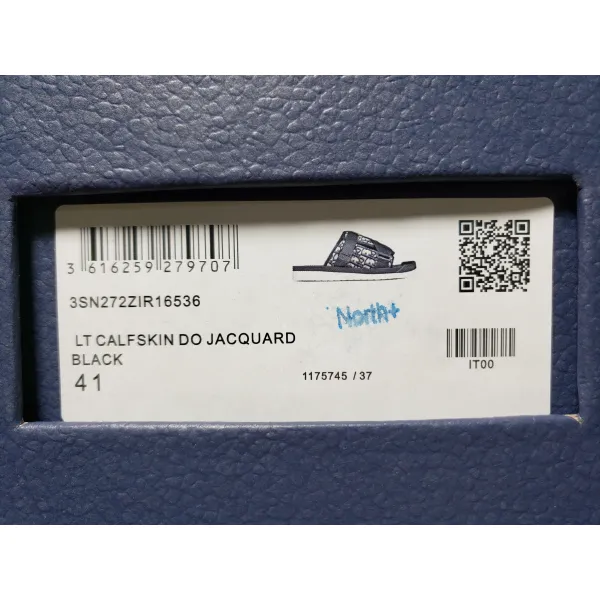 3 616259 279707
3SN272ZIR16536
LT CALFSKIN DO JACQUARD
BLACK
41
North+
1175745 / 37
IT00